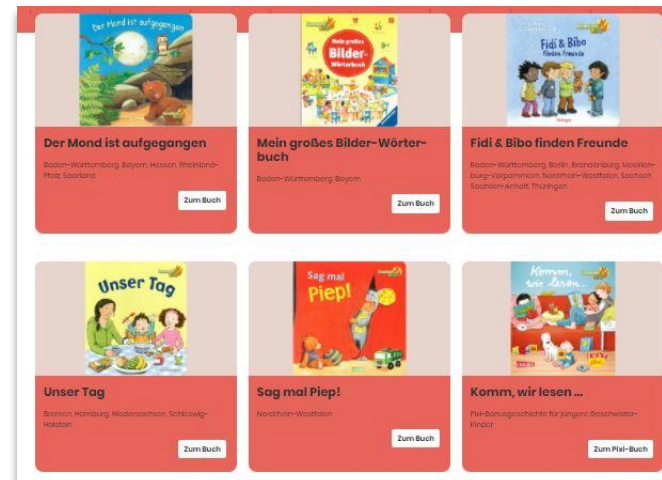 Der Mond ist aufgegangen
Mein großes
Bilder-
Wörterbuch
Fidi & Bibo
finden Freunde
Der Mond ist aufgegangen
Baden-Württemberg, Bayern, Hessen, Rheinland-
Pfalz, Saarland
Zum Buch
Mein großes Bilder-Wörter-
buch
Baden-Württemberg, Bayern
Zum Buch
Fidi & Bibo finden Freunde
Baden-Württemberg, Berlin, Brandenburg, Mecklen-
burg-Vorpommern, Nordrhein-Westfalen, Sachsen,
Sachsen-Anhalt, Thüringen
Zum Buch
Unser Tag
Sag mal
Piep!
Komm,
wir lesen...
Unser Tag
Bremen, Hamburg, Niedersachsen, Schleswig-
Holstein
Zum Buch
Sag mal Piep!
Nordrhein-Westfalen
Zum Buch
Komm, wir lesen ...
Pixi-Bonusgeschichte für jüngere Geschwister-
Kinder
Zum Pixi-Buch